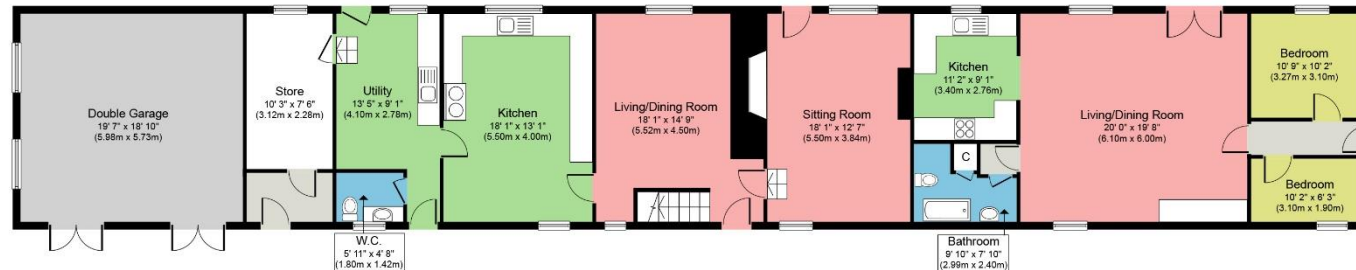 Double Garage
19' 7" x 18' 10"
(5.98m x 5.73m)
Store
10' 3" x 7' 6"
(3.12m x 2.28m)
Utility
13' 5" x 9' 1"
(4.10m x 2.78m)
Kitchen
18' 1" x 13' 1"
(5.50m x 4.00m)
Living/Dining Room
18' 1" x 14' 9"
(5.52m x 4.50m)
Sitting Room
18' 1" x 12' 7"
(5.50m x 3.84m)
Kitchen
11' 2" x 9' 1"
(3.40m x 2.76m)
C
Living/Dining Room
20' 0" x 19' 8"
(6.10m x 6.00m)
Bedroom
10' 9" x 10' 2"
(3.27m x 3.10m)
Bedroom
10' 2" x 6' 3"
(3.10m x 1.90m)
W.C.
5' 11" x 4' 8"
(1.80m x 1.42m)
Bathroom
9' 10" x 7' 10"
(2.99m x 2.40m)